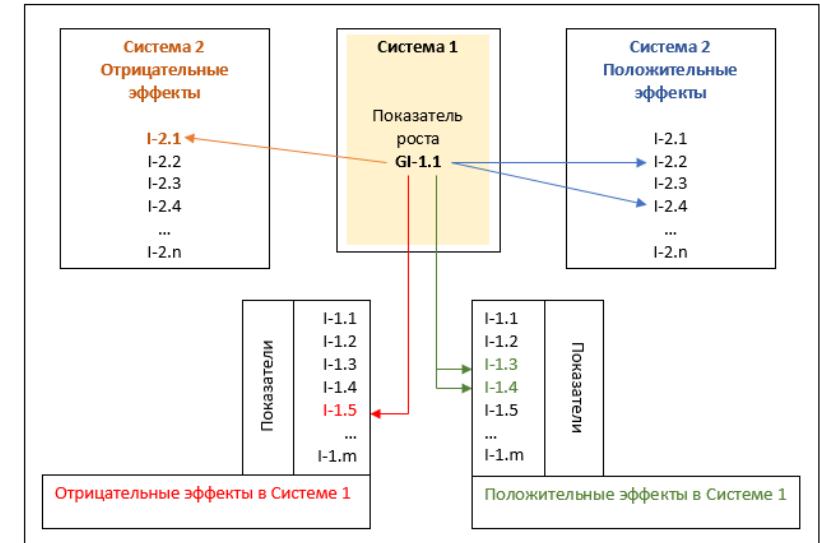 Система 2
Отрицательные
эффекты
I-2.1
I-2.2
I-2.3
I-2.4
...
I-2.n
Система 1
Показатель
роста
GI-1.1
Система 2
Положительные
эффекты
I-2.1
I-2.2
I-2.3
I-2.4
...
I-2.n
Показатели
I-1.1
I-1.2
I-1.3
I-1.4
I-1.5
...
I-1.m
Отрицательные эффекты в Системе 1
I-1.1
I-1.2
I-1.3
I-1.4
I-1.5
...
I-1.m
Показатели
Положительные эффекты в Системе 1